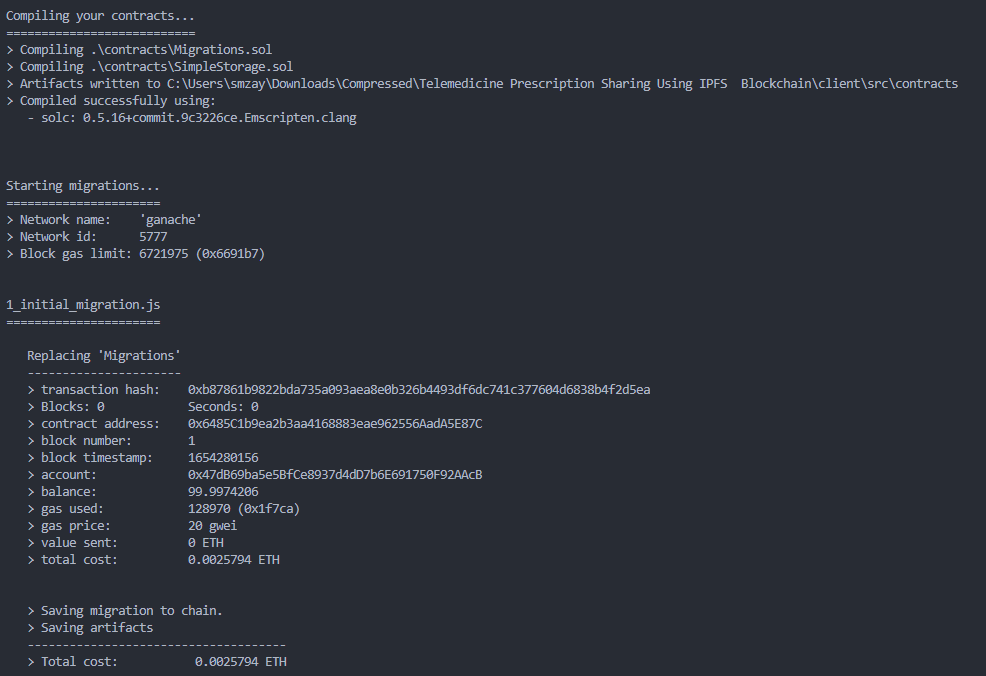 Compiling your contracts...
===========================
> Compiling .\contracts\Migrations.sol
> Compiling .\contracts\SimpleStorage.sol
> Artifacts written to C:\Users\smzay\Downloads\Compressed\Telemedicine Prescription Sharing Using IPFS  Blockchain\client\src\contracts
> Compiled successfully using:
   - solc: 0.5.16+commit.9c3226ce.Emscripten.clang
Starting migrations...
======================
> Network name:    'ganache'
> Network id:      5777
> Block gas limit: 6721975 (0x6691b7)
1_initial_migration.js
======================
   Replacing 'Migrations'
   ----------------------
   > transaction hash:    0xb87861b9822bda735a093aea8e0b326b4493df6dc741c377604d6838b4f2d5ea
   > Blocks: 0            Seconds: 0
   > contract address:    0x6485C1b9ea2b3aa4168883eae962556AadA5E87C
   > block number:        1
   > block timestamp:     1654280156
   > account:             0x47dB69ba5e5BfCe8937d4dD7b6E691750F92AAcB
   > balance:             99.9974206
   > gas used:            128970 (0x1f7ca)
   > gas price:           20 gwei
   > value sent:          0 ETH
   > total cost:          0.0025794 ETH
   > Saving migration to chain.
   > Saving artifacts
   -------------------------------------
   > Total cost:           0.0025794 ETH